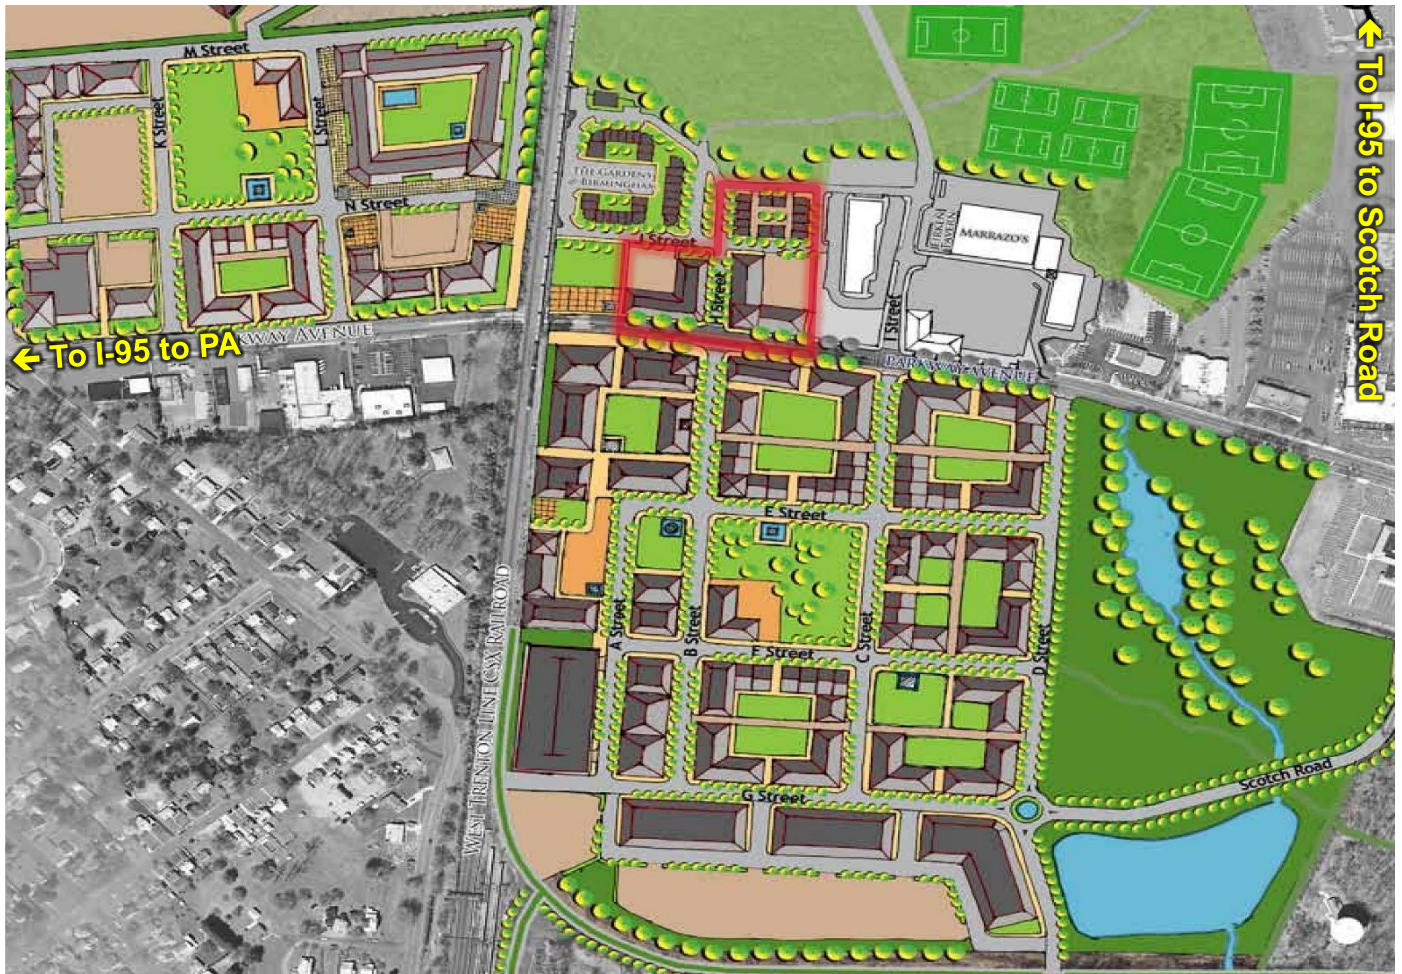 M Street
← To I-95 to Scotch Road
K Street
L Street
THE GARDENS
@ BIRMINGHAM
N Street
TAVERN
MARRAZO'S
J Street
H Street
I Street
← To I-95 to PA
KWAY AVENUE
PARKWAY AVENUE
E Street
A Street
B Street
C Street
D Street
F Street
WEST TRENTON LINE (CSX RAILROAD
G Street
Scotch Road